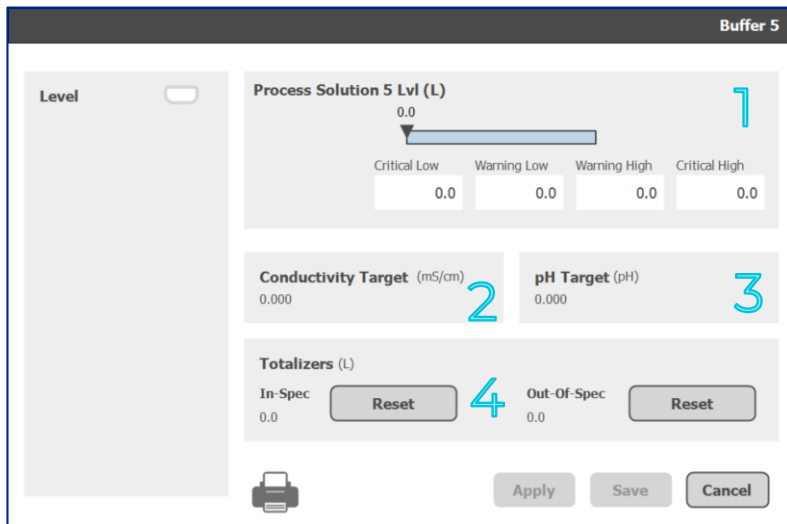 Buffer 5
Level
Process Solution 5 Lvl (L)
1
0.0
Critical Low Warning Low Warning High Critical High
0.0 0.0 0.0 0.0
Conductivity Target (mS/cm)
0.000
2
pH Target (pH)
0.000
3
Totalizers (L)
In-Spec
0.0
Reset
4
Out-Of-Spec
0.0
Reset
Apply Save Cancel